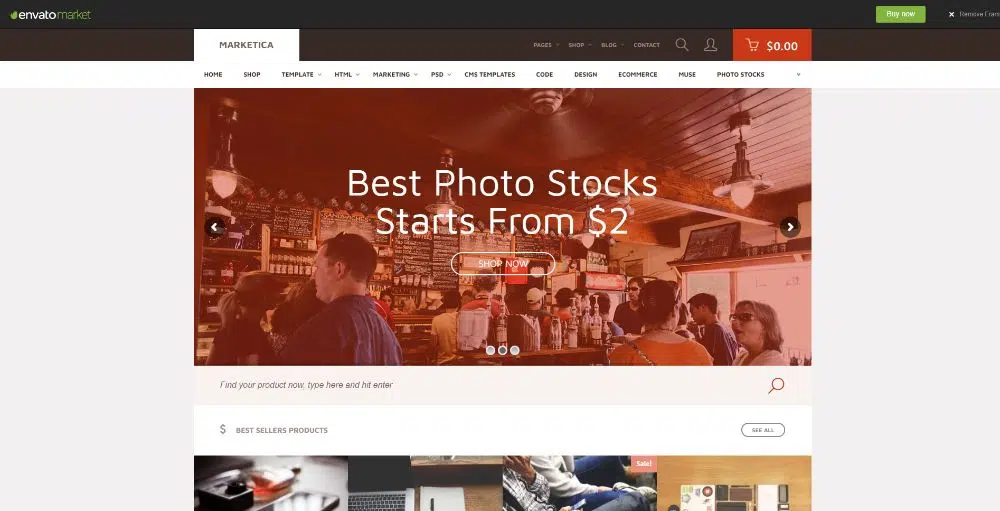 envatomarket
Buy now
✕ Remove Fram
MARKETICA
PAGES
SHOP
BLOG
CONTACT
$0.00
HOME
SHOP
TEMPLATE
HTML
MARKETING
PSD
CMS TEMPLATES
CODE
DESIGN
ECOMMERCE
MUSE
PHOTO STOCKS
SANDWICHES
Best Photo Stocks
Starts From $2
SHOP NOW
Find your product now, type here and hit enter
$ BEST SELLERS PRODUCTS
SEE ALL
Sale!